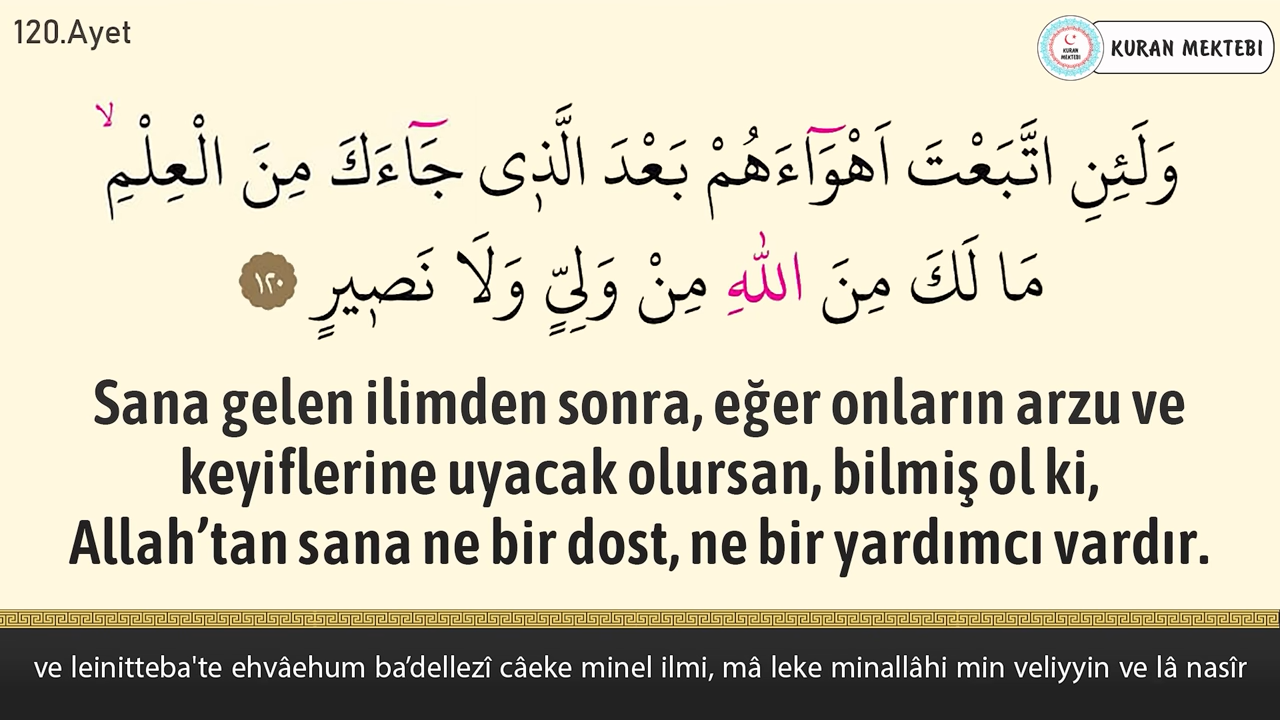 120.Ayet
KURAN MEKTEBI
KURAN
MEKTEBİ
وَلَئِنِ اتَّبَعْتَ اَهْوَٓاءَهُمْ بَعْدَ الَّذ۪ى جَٓاءَكَ مِنَ الْعِلْمِۙ
مَا لَكَ مِنَ اللّٰهِ مِنْ وَلِىٍّ وَلَا نَص۪يرٍ ١٢٠
Sana gelen ilimden sonra, eğer onların arzu ve
keyiflerine uyacak olursan, bilmiş ol ki,
Allah’tan sana ne bir dost, ne bir yardımcı vardır.
ve leinitteba'te ehvâehum ba’dellezî câeke minel ilmi, mâ leke minallâhi min veliyyin ve lâ nasîr